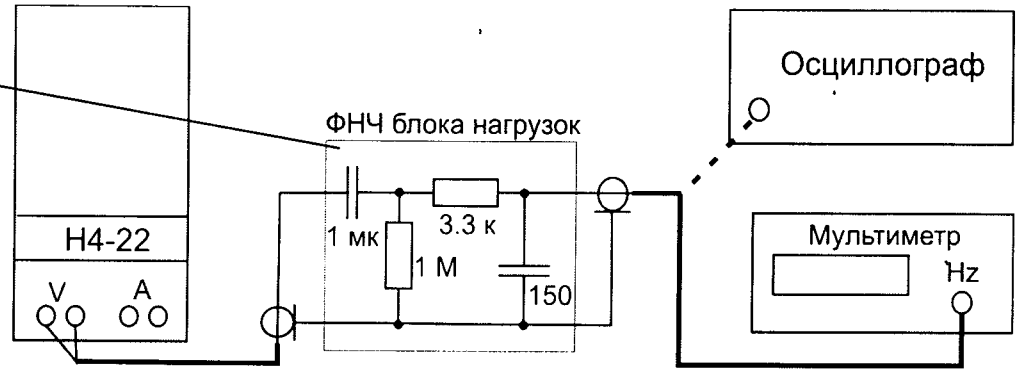 Осциллограф
ФНЧ блока нагрузок
Н4-22
V
A
1 мк
3.3 к
1 М
150
Мультиметр
Hz